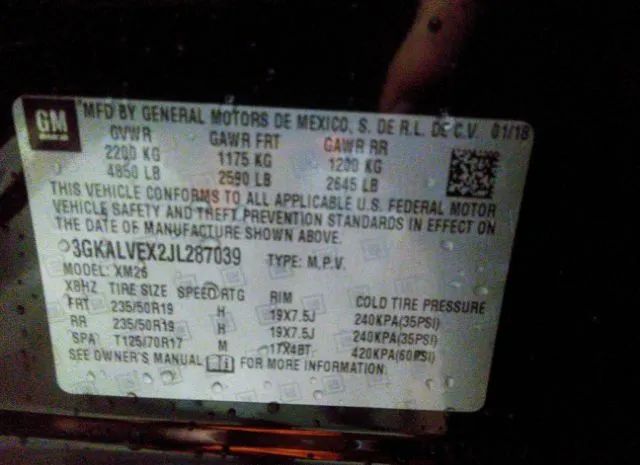 GM
MFD BY GENERAL MOTORS DE MEXICO, S. DE R.L. DE C.V. 01/18
GVWR GAWR FRT GAWR RR
2200 KG 1175 KG 1200 KG
4850 LB 2590 LB 2645 LB
THIS VEHICLE CONFORMS TO ALL APPLICABLE U.S. FEDERAL MOTOR
VEHICLE SAFETY AND THEFT PREVENTION STANDARDS IN EFFECT ON
THE DATE OF MANUFACTURE SHOWN ABOVE.
3GKALVEX2JL287039 TYPE: M.P.V.
MODEL: XM26
XBHZ TIRE SIZE SPEED RTG RIM COLD TIRE PRESSURE
FRT 235/50R19 H 19X7.5J 240KPA(35PSI)
RR 235/50R19 H 19X7.5J 240KPA(35PSI)
SPA T125/70R17 M 17X4BT 420KPA(60PSI)
SEE OWNER'S MANUAL FOR MORE INFORMATION.